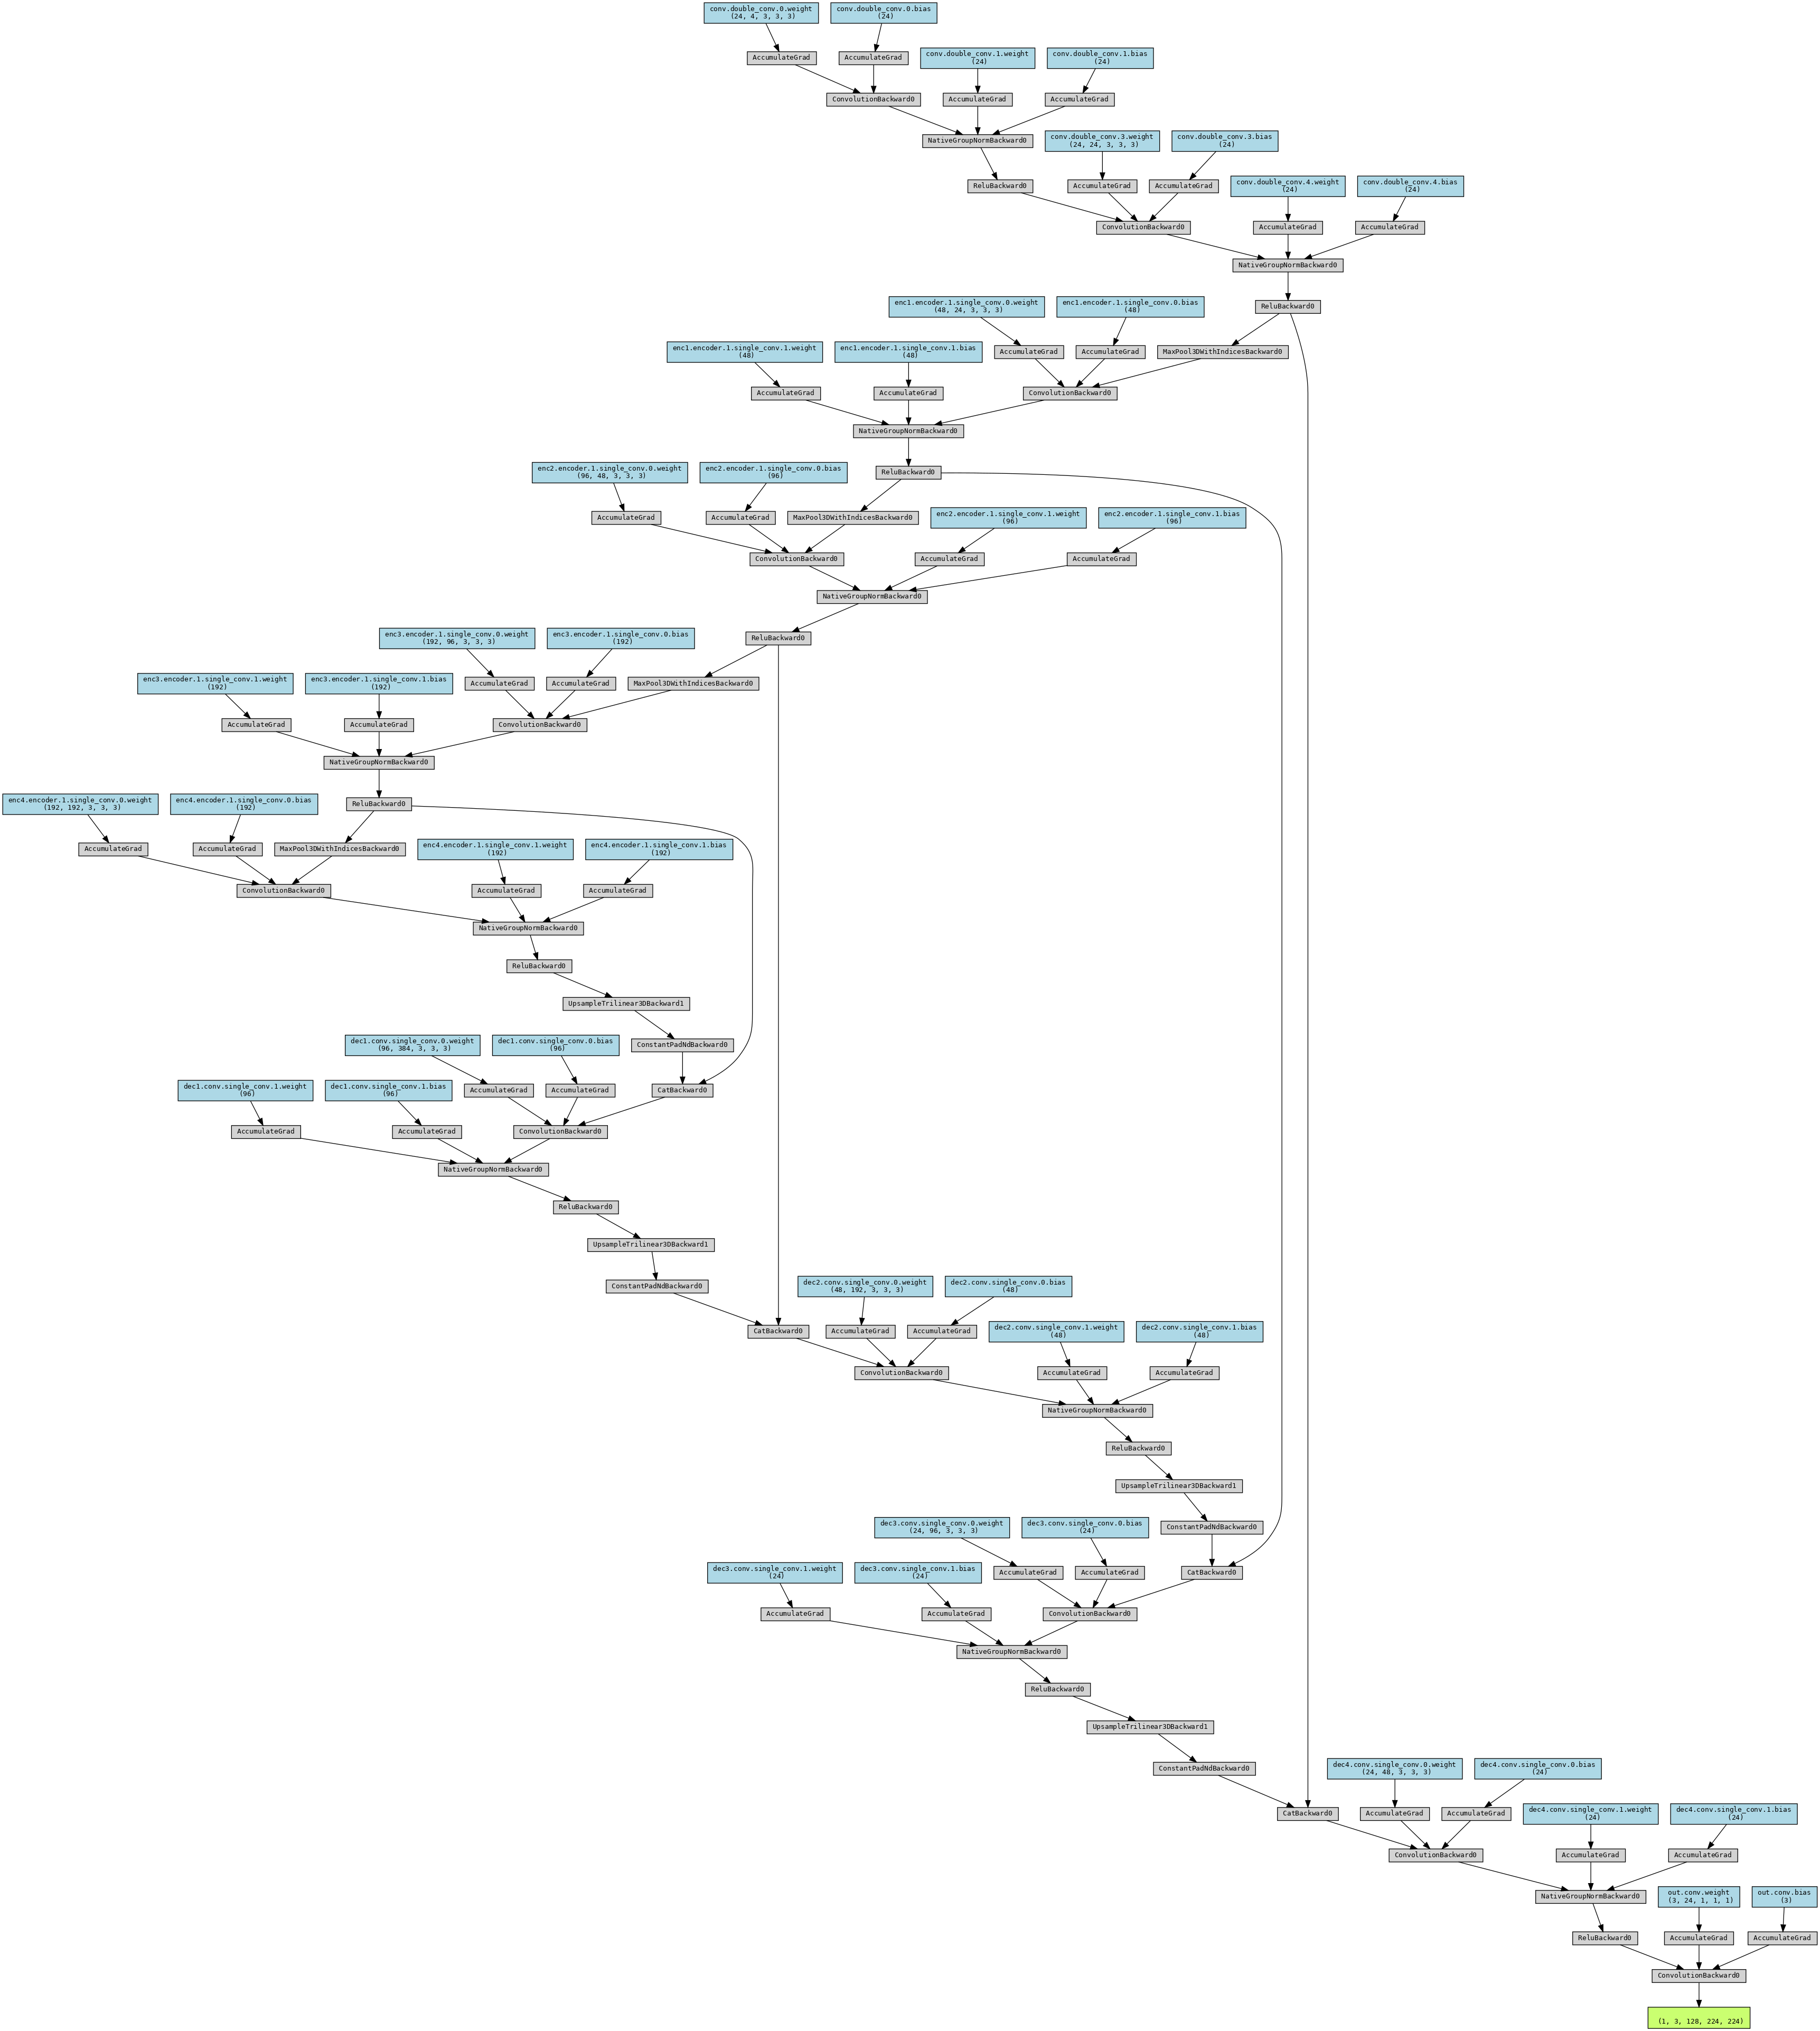 conv.double_conv.0.weight
(24, 4, 3, 3, 3)
conv.double_conv.0.bias
(24)
AccumulateGrad
AccumulateGrad
conv.double_conv.1.weight
(24)
conv.double_conv.1.bias
(24)
ConvolutionBackward0
AccumulateGrad
AccumulateGrad
NativeGroupNormBackward0
conv.double_conv.3.weight
(24, 24, 3, 3, 3)
conv.double_conv.3.bias
(24)
ReluBackward0
AccumulateGrad
AccumulateGrad
conv.double_conv.4.weight
(24)
conv.double_conv.4.bias
(24)
ConvolutionBackward0
AccumulateGrad
AccumulateGrad
NativeGroupNormBackward0
enc1.encoder.1.single_conv.0.weight
(48, 24, 3, 3, 3)
enc1.encoder.1.single_conv.0.bias
(48)
ReluBackward0
enc1.encoder.1.single_conv.1.weight
(48)
enc1.encoder.1.single_conv.1.bias
(48)
AccumulateGrad
AccumulateGrad
MaxPool3DWithIndicesBackward0
AccumulateGrad
AccumulateGrad
ConvolutionBackward0
NativeGroupNormBackward0
enc2.encoder.1.single_conv.0.weight
(96, 48, 3, 3, 3)
enc2.encoder.1.single_conv.0.bias
(96)
ReluBackward0
AccumulateGrad
AccumulateGrad
MaxPool3DWithIndicesBackward0
enc2.encoder.1.single_conv.1.weight
(96)
enc2.encoder.1.single_conv.1.bias
(96)
ConvolutionBackward0
AccumulateGrad
AccumulateGrad
NativeGroupNormBackward0
enc3.encoder.1.single_conv.0.weight
(192, 96, 3, 3, 3)
enc3.encoder.1.single_conv.0.bias
(192)
ReluBackward0
enc3.encoder.1.single_conv.1.weight
(192)
enc3.encoder.1.single_conv.1.bias
(192)
AccumulateGrad
AccumulateGrad
MaxPool3DWithIndicesBackward0
AccumulateGrad
AccumulateGrad
ConvolutionBackward0
NativeGroupNormBackward0
enc4.encoder.1.single_conv.0.weight
(192, 192, 3, 3, 3)
enc4.encoder.1.single_conv.0.bias
(192)
ReluBackward0
AccumulateGrad
AccumulateGrad
MaxPool3DWithIndicesBackward0
enc4.encoder.1.single_conv.1.weight
(192)
enc4.encoder.1.single_conv.1.bias
(192)
ConvolutionBackward0
AccumulateGrad
AccumulateGrad
NativeGroupNormBackward0
ReluBackward0
UpsampleTrilinear3DBackward1
dec1.conv.single_conv.0.weight
(96, 384, 3, 3, 3)
dec1.conv.single_conv.0.bias
(96)
ConstantPadNdBackward0
dec1.conv.single_conv.1.weight
(96)
dec1.conv.single_conv.1.bias
(96)
AccumulateGrad
AccumulateGrad
CatBackward0
AccumulateGrad
AccumulateGrad
ConvolutionBackward0
NativeGroupNormBackward0
ReluBackward0
UpsampleTrilinear3DBackward1
ConstantPadNdBackward0
dec2.conv.single_conv.0.weight
(48, 192, 3, 3, 3)
dec2.conv.single_conv.0.bias
(48)
CatBackward0
AccumulateGrad
AccumulateGrad
dec2.conv.single_conv.1.weight
(48)
dec2.conv.single_conv.1.bias
(48)
ConvolutionBackward0
AccumulateGrad
AccumulateGrad
NativeGroupNormBackward0
ReluBackward0
UpsampleTrilinear3DBackward1
dec3.conv.single_conv.0.weight
(24, 96, 3, 3, 3)
dec3.conv.single_conv.0.bias
(24)
ConstantPadNdBackward0
dec3.conv.single_conv.1.weight
(24)
dec3.conv.single_conv.1.bias
(24)
AccumulateGrad
AccumulateGrad
CatBackward0
AccumulateGrad
AccumulateGrad
ConvolutionBackward0
NativeGroupNormBackward0
ReluBackward0
UpsampleTrilinear3DBackward1
ConstantPadNdBackward0
dec4.conv.single_conv.0.weight
(24, 48, 3, 3, 3)
dec4.conv.single_conv.0.bias
(24)
CatBackward0
AccumulateGrad
AccumulateGrad
dec4.conv.single_conv.1.weight
(24)
dec4.conv.single_conv.1.bias
(24)
ConvolutionBackward0
AccumulateGrad
AccumulateGrad
NativeGroupNormBackward0
out.conv.weight
(3, 24, 1, 1, 1)
out.conv.bias
(3)
ReluBackward0
AccumulateGrad
AccumulateGrad
ConvolutionBackward0
(1, 3, 128, 224, 224)